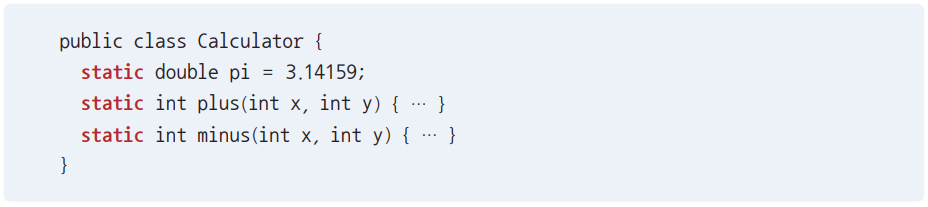 public class Calculator {
static double pi = 3.14159;
static int plus(int x, int y) { ⋯ }
static int minus(int x, int y) { ⋯ }
}